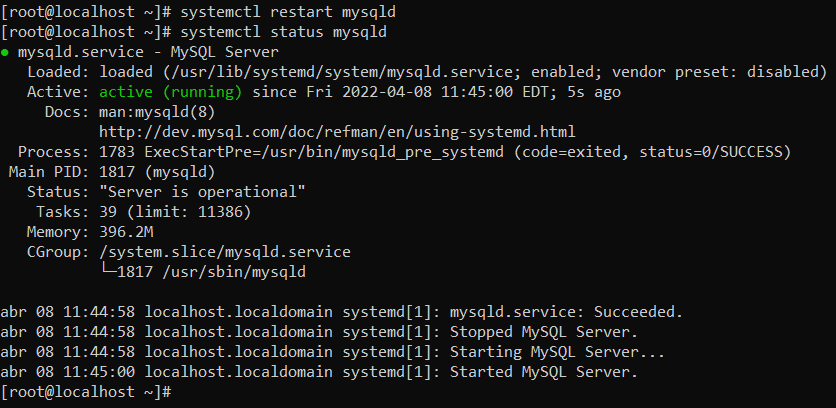 [root@localhost ~]# systemctl restart mysqld
[root@localhost ~]# systemctl status mysqld
● mysqld.service - MySQL Server
   Loaded: loaded (/usr/lib/systemd/system/mysqld.service; enabled; vendor preset: disabled)
   Active: active (running) since Fri 2022-04-08 11:45:00 EDT; 5s ago
     Docs: man:mysqld(8)
           http://dev.mysql.com/doc/refman/en/using-systemd.html
  Process: 1783 ExecStartPre=/usr/bin/mysqld_pre_systemd (code=exited, status=0/SUCCESS)
 Main PID: 1817 (mysqld)
   Status: "Server is operational"
    Tasks: 39 (limit: 11386)
   Memory: 396.2M
   CGroup: /system.slice/mysqld.service
           └─1817 /usr/sbin/mysqld

abr 08 11:44:58 localhost.localdomain systemd[1]: mysqld.service: Succeeded.
abr 08 11:44:58 localhost.localdomain systemd[1]: Stopped MySQL Server.
abr 08 11:44:58 localhost.localdomain systemd[1]: Starting MySQL Server...
abr 08 11:45:00 localhost.localdomain systemd[1]: Started MySQL Server.
[root@localhost ~]#